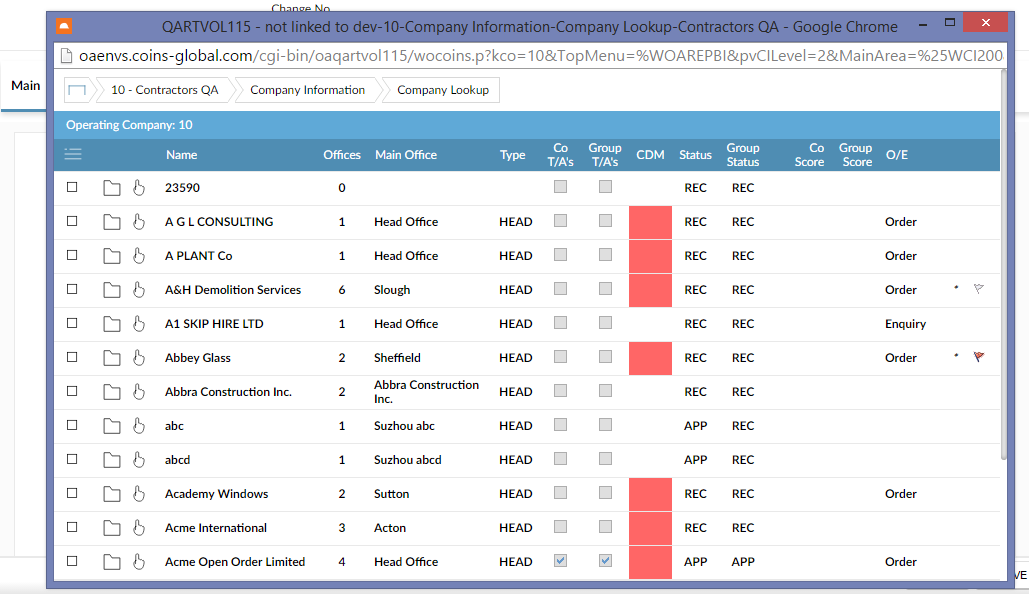 Change No
QARTVOL115 - not linked to dev-10-Company Information-Company Lookup-Contractors QA - Google Chrome
oaenvs.coins-global.com/cgi-bin/oaqartvol115/wocoins.p?kco=10&TopMenu=%WOAREPBI&pvCILevel=2&MainArea=%25WCI200
Main
10 - Contractors QA Company Information Company Lookup
Operating Company: 10
Name Offices Main Office Type Co T/A's Group T/A's CDM Status Group Status Co Score Group Score O/E
23590 0 REC REC
A G L CONSULTING 1 Head Office HEAD REC REC Order
A PLANT Co 1 Head Office HEAD REC REC Order
A&H Demolition Services 6 Slough HEAD REC REC Order *
A1 SKIP HIRE LTD 1 Head Office HEAD REC REC Enquiry
Abbey Glass 2 Sheffield HEAD REC REC Order *
Abbra Construction Inc. 2 Abbra Construction Inc. HEAD REC REC
abc 1 Suzhou abc HEAD APP REC
abcd 1 Suzhou abcd HEAD APP REC
Academy Windows 2 Sutton HEAD REC REC Order
Acme International 3 Acton HEAD REC REC
Acme Open Order Limited 4 Head Office HEAD APP APP Order